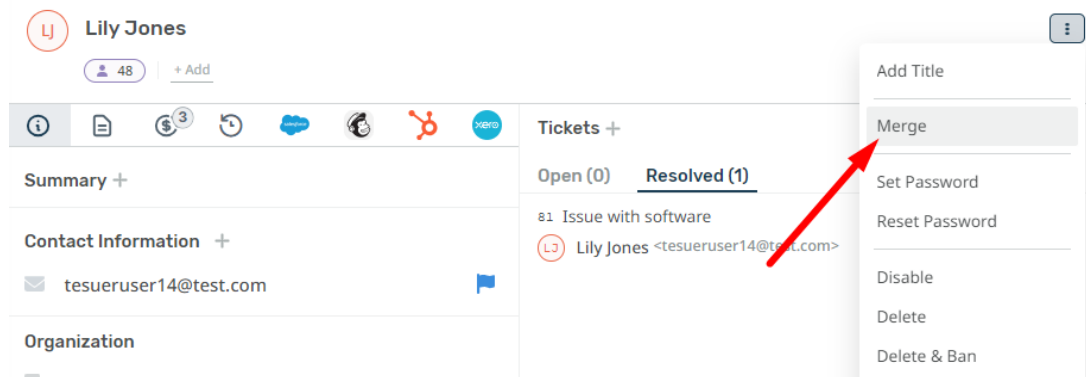 LJ
Lily Jones
48
+ Add
3
salesforce
xero
Summary +
Contact Information +
tesueruser14@test.com
Organization
Tickets +
Open (0) Resolved (1)
81 Issue with software
LJ Lily Jones <tesueruser14@test.com>
Add Title
Merge
Set Password
Reset Password
Disable
Delete
Delete & Ban